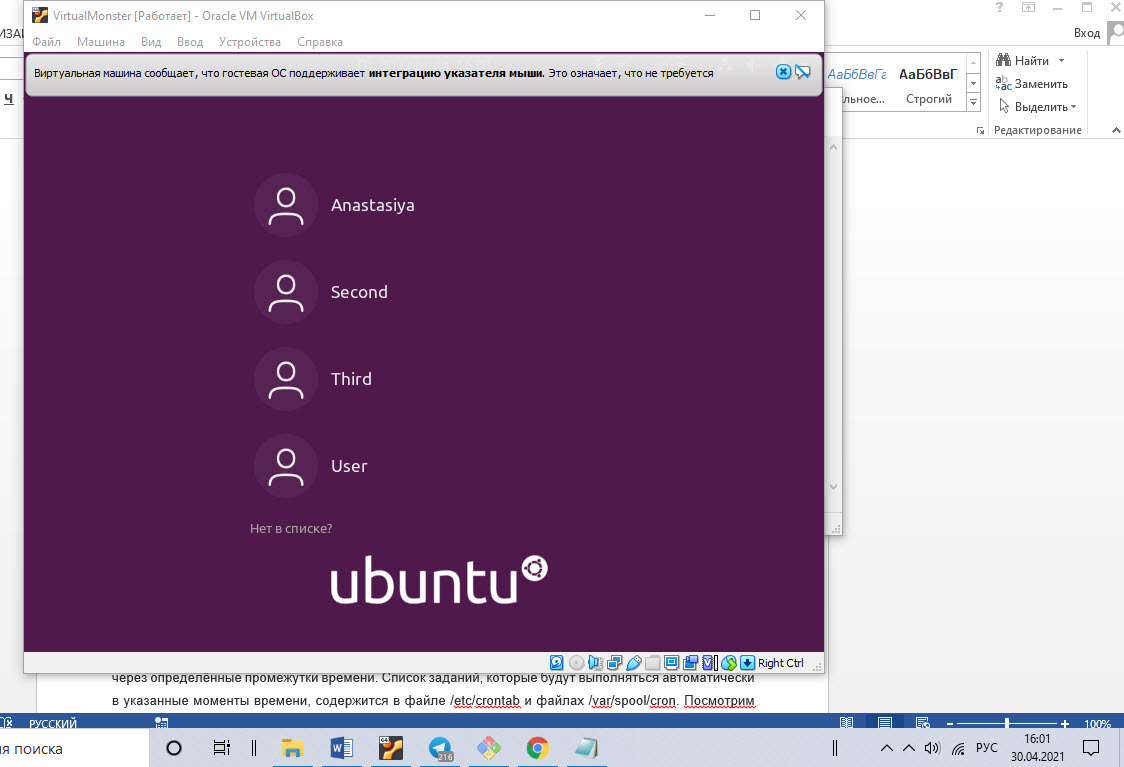 VirtualMonster [Работает] - Oracle VM VirtualBox
Файл Машина Вид Ввод Устройства Справка
Виртуальная машина сообщает, что гостевая ОС поддерживает интеграцию указателя мыши. Это означает, что не требуется
Anastasiya
Second
Third
User
Нет в списке?
ubuntu
Right Ctrl
Вход
АаБбВвГг АаБбВвГ
Строгий
Найти
Заменить
Выделить
Редактирование
Ч
через определённые промежутки времени. Список заданий, которые будут выполняться автоматически
в указанные моменты времени, содержится в файле /etc/crontab и файлах /var/spool/cron. Посмотрим
РУССКИЙ
100%
поиска
216
РУС
16:01
30.04.2021